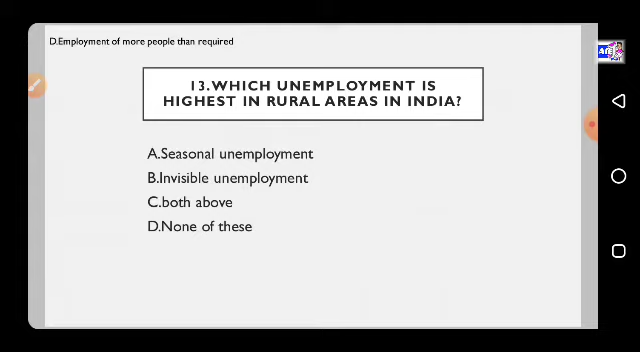 D.Employment of more people than required
13.WHICH UNEMPLOYMENT IS
HIGHEST IN RURAL AREAS IN INDIA?
A.Seasonal unemployment
B.Invisible unemployment
C.both above
D.None of these